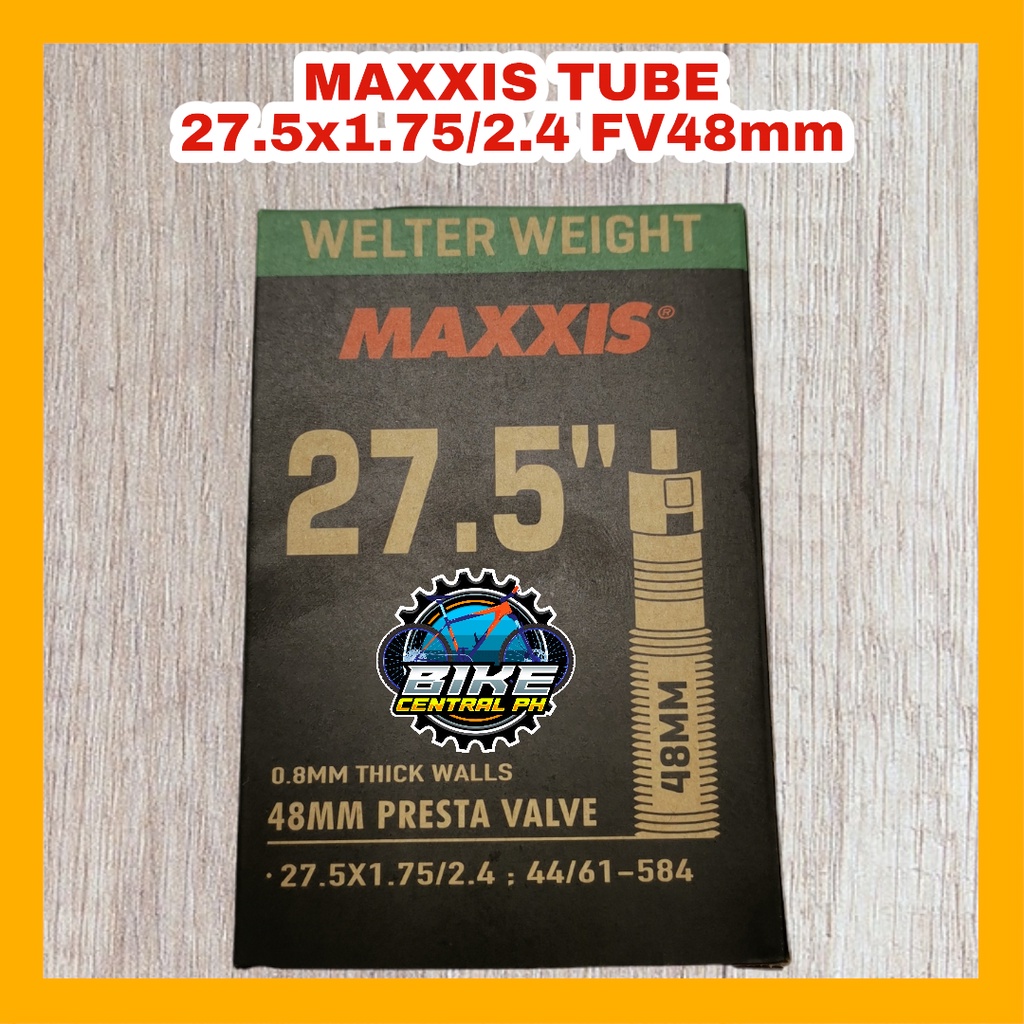 MAXXIS TUBE
27.5x1.75/2.4 FV48mm
WELTER WEIGHT
MAXXIS®
27.5"
BIKE
CENTRAL PH
48MM
0.8MM THICK WALLS
48MM PRESTA VALVE
· 27.5X1.75/2.4 ; 44/61-584